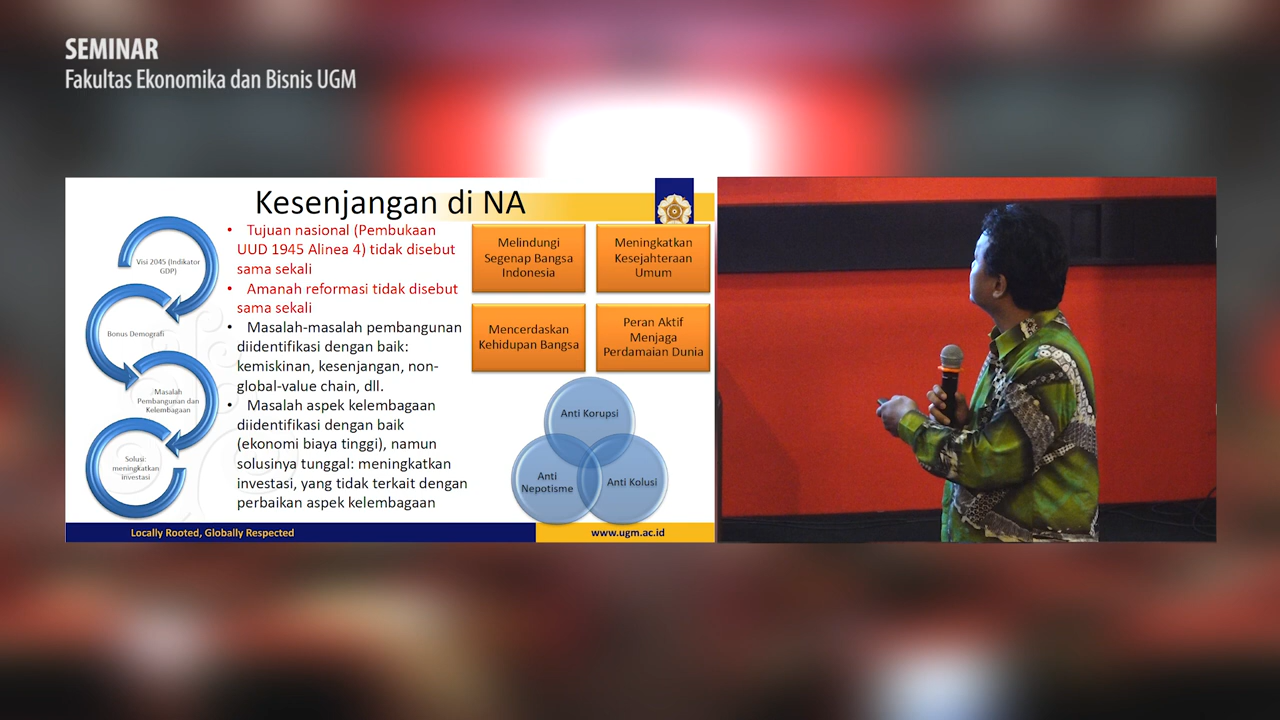 SEMINAR
Fakultas Ekonomika dan Bisnis UGM
Kesenjangan di NA
Visi 2045 (Indikator
GDP)
Bonus Demografi
Masalah
Pembangunan dan
Kelembagaan
Solusi:
meningkatkan
investasi
• Tujuan nasional (Pembukaan
UUD 1945 Alinea 4) tidak disebut
sama sekali
• Amanah reformasi tidak disebut
sama sekali
• Masalah-masalah pembangunan
diidentifikasi dengan baik:
kemiskinan, kesenjangan, non-
global-value chain, dll.
• Masalah aspek kelembagaan
diidentifikasi dengan baik
(ekonomi biaya tinggi), namun
solusinya tunggal: meningkatkan
investasi, yang tidak terkait dengan
perbaikan aspek kelembagaan
Melindungi
Segenap Bangsa
Indonesia
Meningkatkan
Kesejahteraan
Umum
Mencerdaskan
Kehidupan Bangsa
Peran Aktif
Menjaga
Perdamaian Dunia
Anti Korupsi
Anti
Nepotisme
Anti Kolusi
Locally Rooted, Globally Respected
www.ugm.ac.id